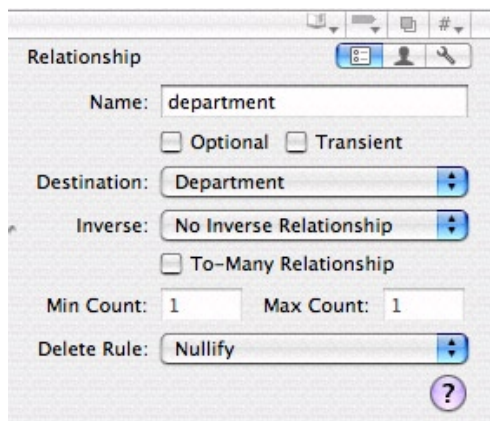 #
Relationship
Name: department
Optional Transient
Destination: Department
Inverse: No Inverse Relationship
To-Many Relationship
Min Count: 1 Max Count: 1
Delete Rule: Nullify
?